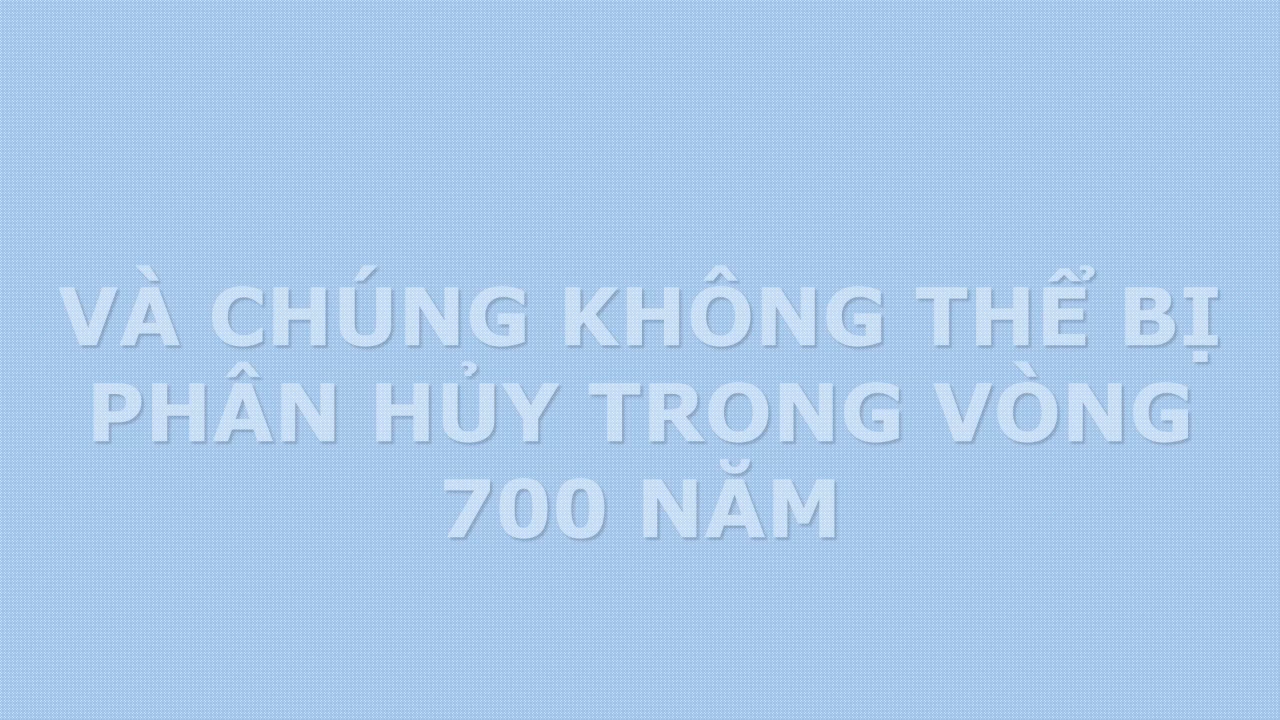 VÀ CHÚNG KHÔNG THỂ BỊ
PHÂN HỦY TRONG VÒNG
700 NĂM